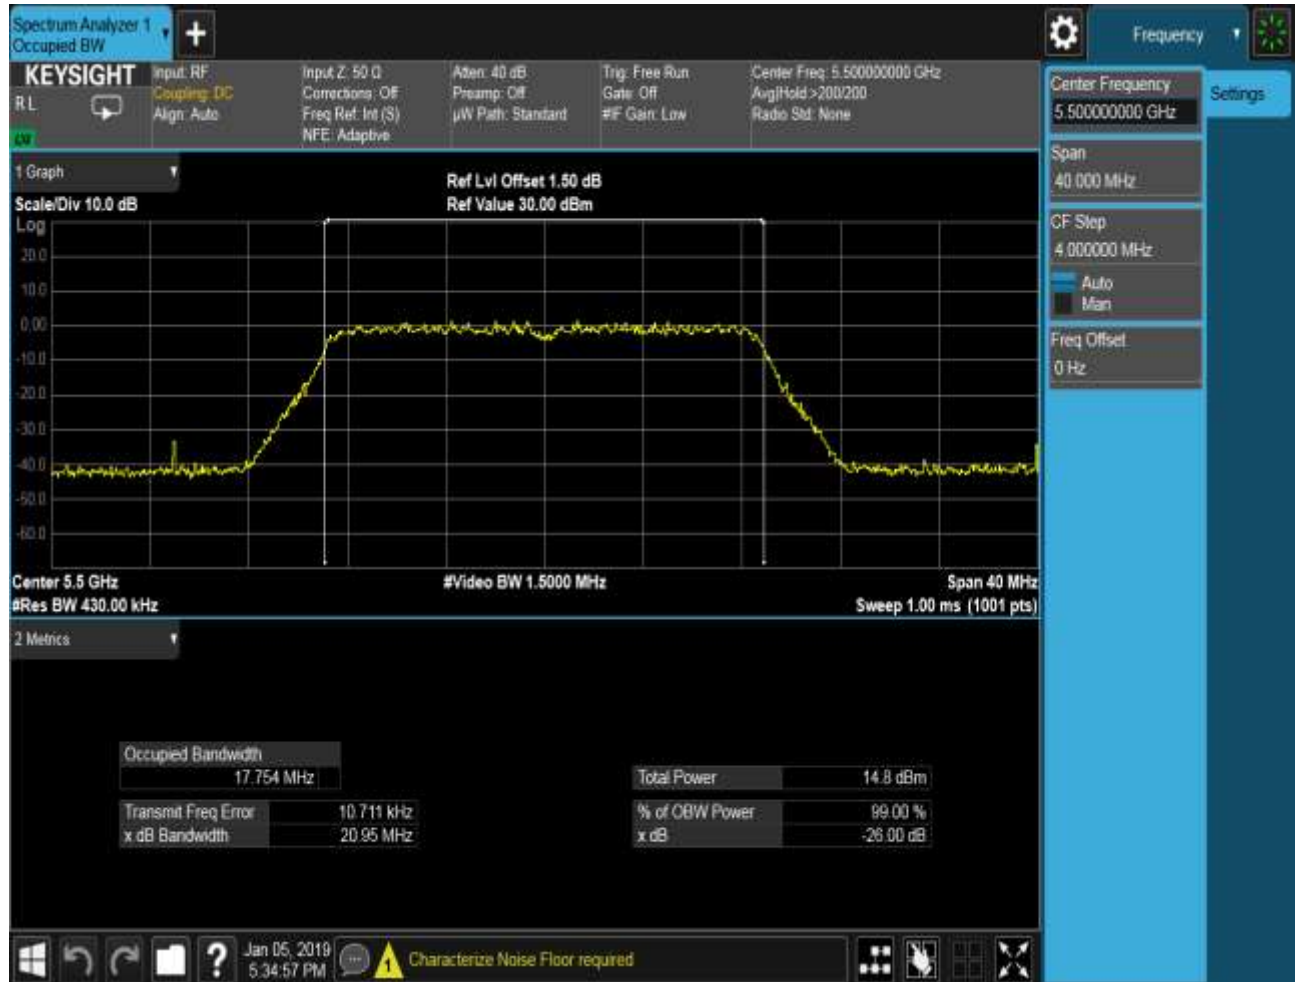 Spectrum Analyzer 1
Occupied BW
Frequency
KEYSIGHT
R L
Input: RF
Coupling: DC
Align: Auto
Input Z: 50 Ω
Corrections: Off
Freq Ref: Int (S)
NFE: Adaptive
Atten: 40 dB
Preamp: Off
µW Path: Standard
Trig: Free Run
Gate: Off
#IF Gain: Low
Center Freq: 5.500000000 GHz
Avg|Hold:>200/200
Radio Std: None
Center Frequency
5.500000000 GHz
Settings
Span
40.000 MHz
CF Step
4.000000 MHz
Auto
Man
Freq Offset
0 Hz
1 Graph
Scale/Div 10.0 dB
Ref Lvl Offset 1.50 dB
Ref Value 30.00 dBm
Log
20.0
10.0
0.00
-10.0
-20.0
-30.0
-40.0
-50.0
-60.0
Center 5.5 GHz
#Video BW 1.5000 MHz
Span 40 MHz
#Res BW 430.00 kHz
Sweep 1.00 ms (1001 pts)
2 Metrics
Occupied Bandwidth
17.754 MHz
Total Power 14.8 dBm
Transmit Freq Error 10.711 kHz
% of OBW Power 99.00 %
x dB Bandwidth 20.95 MHz
x dB -26.00 dB
?
Jan 05, 2019
5:34:57 PM
1
Characterize Noise Floor required